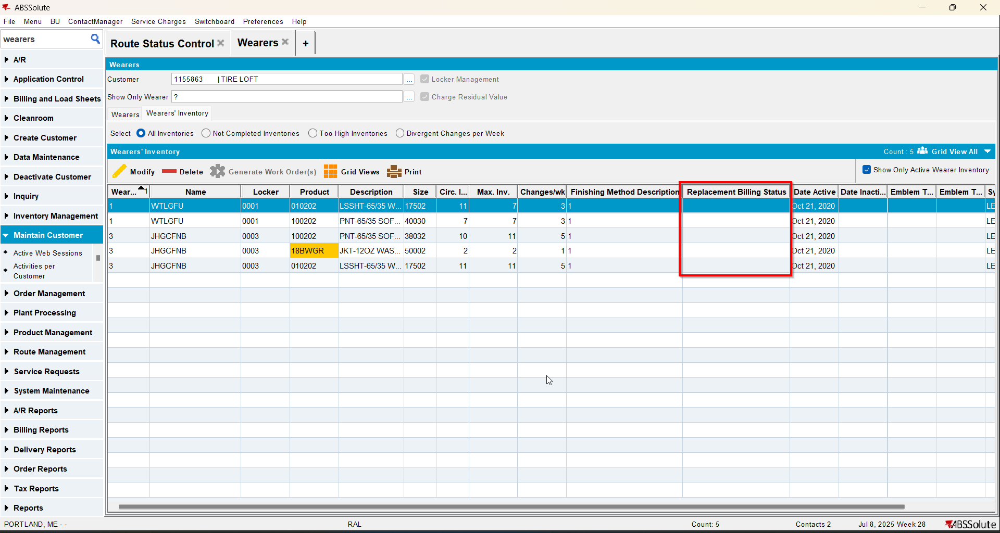 ABSSolute
File Menu BU ContactManager Service Charges Switchboard Preferences Help
wearers
Route Status Control Wearers +
A/R
Application Control
Billing and Load Sheets
Cleanroom
Create Customer
Data Maintenance
Deactivate Customer
Inquiry
Inventory Management
Maintain Customer
Active Web Sessions
Activities per
Customer
Order Management
Plant Processing
Product Management
Route Management
Service Requests
System Maintenance
A/R Reports
Billing Reports
Delivery Reports
Order Reports
Tax Reports
Reports
Wearers
Customer 1155863 | TIRE LOFT ... Locker Management
Show Only Wearer ? ... Charge Residual Value
Wearers Wearers' Inventory
Select All Inventories Not Completed Inventories Too High Inventories Divergent Changes per Week
Wearers' Inventory Count : 5 Grid View All
Modify Delete Generate Work Order(s) Grid Views Print Show Only Active Wearer Inventory
Wear... 1 Name Locker Product Description Size Circ. I... Max. Inv. Changes/wk Finishing Method Description Replacement Billing Status Date Active Date Inacti... Emblem T... Emblem T... Sy
1 WTLGFU 0001 010202 LSSHT-65/35 W... 17502 11 7 3 1 Oct 21, 2020 LE
1 WTLGFU 0001 100202 PNT-65/35 SOF... 40030 7 7 3 1 Oct 21, 2020 LE
3 JHGCFNB 0003 100202 PNT-65/35 SOF... 38032 10 11 5 1 Oct 21, 2020 LE
3 JHGCFNB 0003 18BWGR JKT-12OZ WAS... 50002 2 2 1 1 Oct 21, 2020 LE
3 JHGCFNB 0003 010202 LSSHT-65/35 W... 17502 11 11 5 1 Oct 21, 2020 LE
PORTLAND, ME - - RAL Count: 5 Contacts 2 Jul 8, 2025 Week 28 ABSSolute